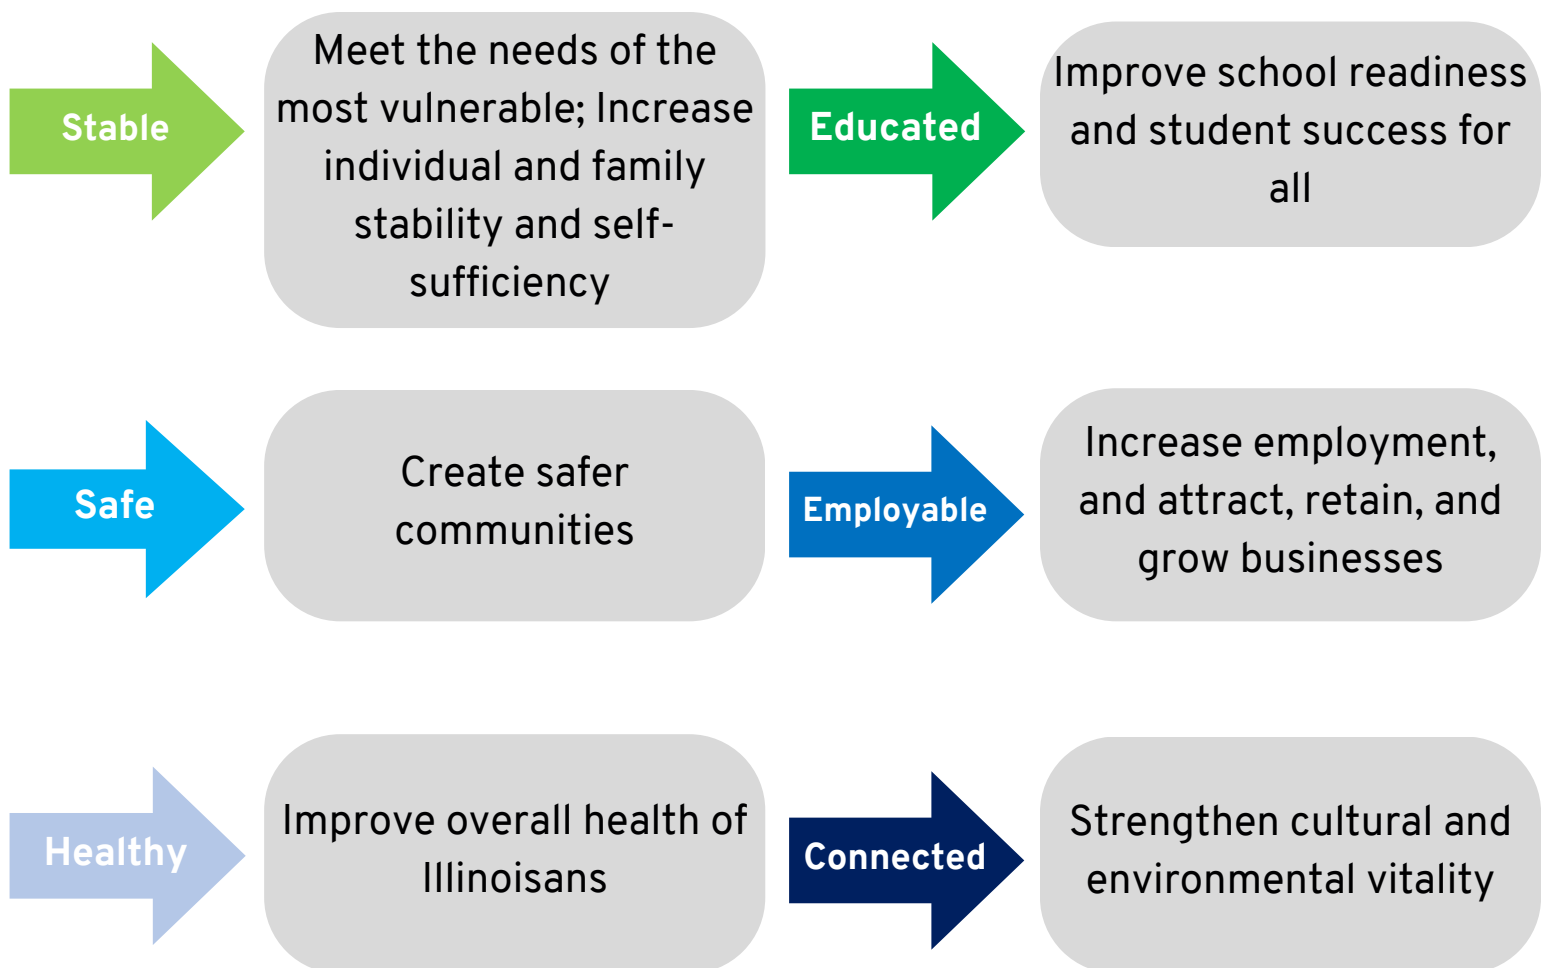 Stable
Meet the needs of the
most vulnerable; Increase
individual and family
stability and self-
sufficiency
Educated
Improve school readiness
and student success for
all
Safe
Create safer
communities
Employable
Increase employment,
and attract, retain, and
grow businesses
Healthy
Improve overall health of
Illinoisans
Connected
Strengthen cultural and
environmental vitality